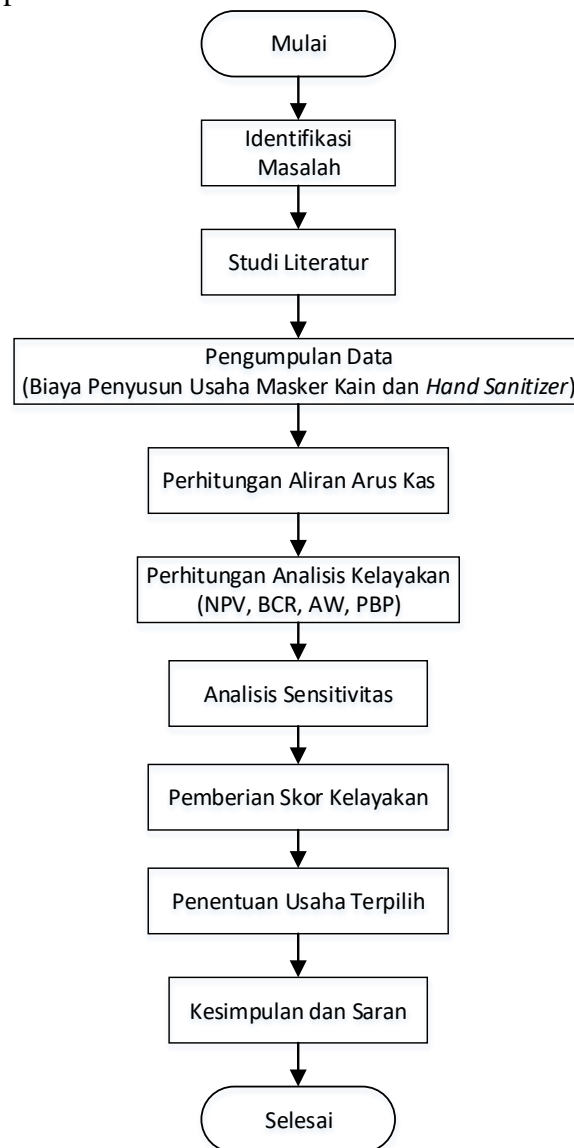 Mulai
Identifikasi
Masalah
Studi Literatur
Pengumpulan Data
(Biaya Penyusun Usaha Masker Kain dan Hand Sanitizer)
Perhitungan Aliran Arus Kas
Perhitungan Analisis Kelayakan
(NPV, BCR, AW, PBP)
Analisis Sensitivitas
Pemberian Skor Kelayakan
Penentuan Usaha Terpilih
Kesimpulan dan Saran
Selesai